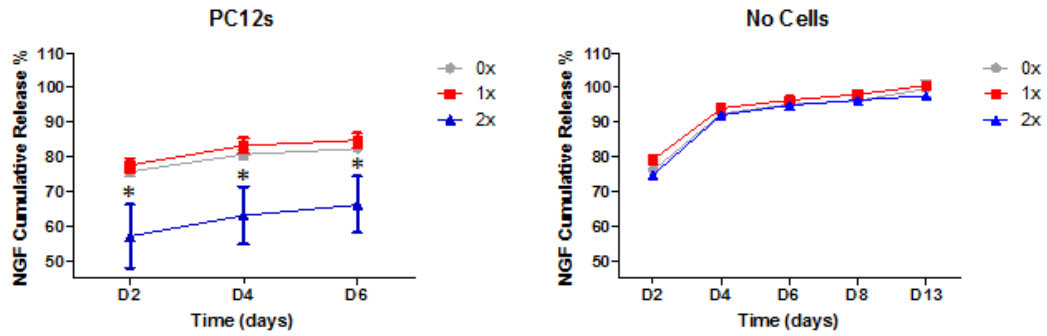 PC12s
NGF Cumulative Release %
110
100
90
80
70
60
50
*
*
*
D2
D4
D6
Time (days)
0x
1x
2x
No Cells
NGF Cumulative Release %
110
100
90
80
70
60
50
D2
D4
D6
D8
D13
Time (days)
0x
1x
2x